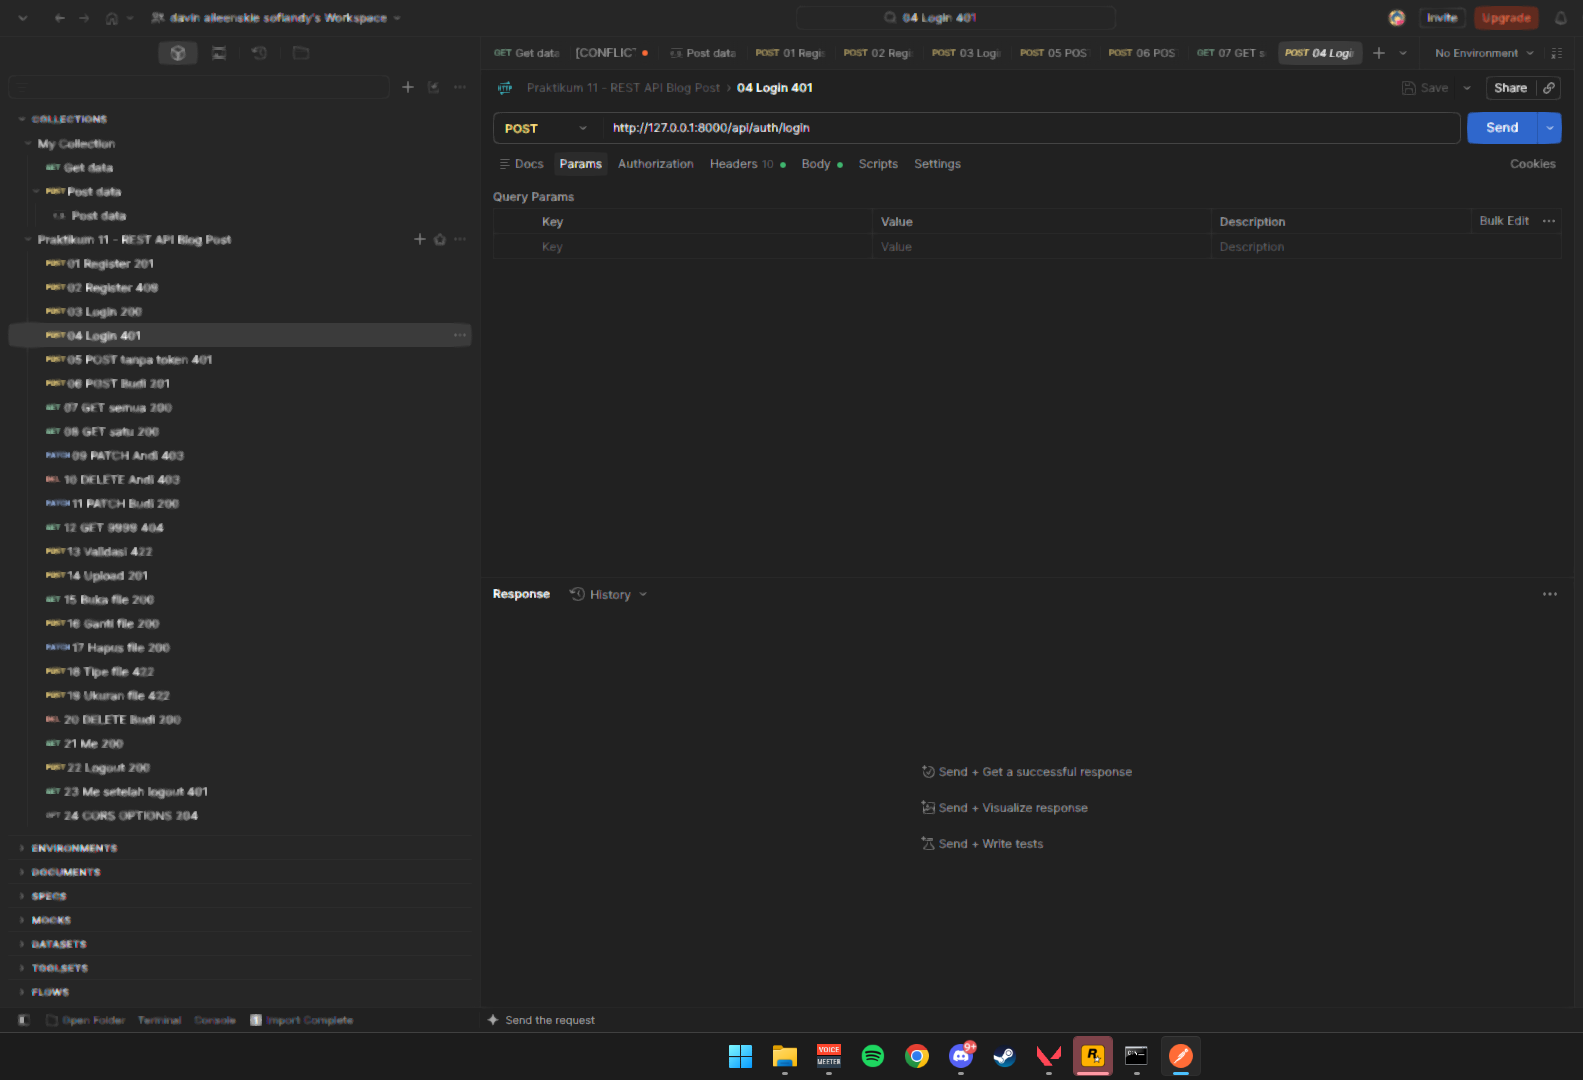 davin alleenskie sofiandy's Workspace
04 Login 401
Invite
Upgrade
GET Get data
[CONFLICT
Post data
POST 01 Regis
POST 02 Regi
POST 03 Logi
POST 05 POS
POST 06 POS
GET 07 GET s
POST 04 Logi
No Environment
Praktikum 11 - REST API Blog Post › 04 Login 401
Save
Share
POST
http://127.0.0.1:8000/api/auth/login
Send
Docs
Params
Authorization
Headers 10
Body
Scripts
Settings
Cookies
Query Params
Key
Value
Description
Bulk Edit
Key
Value
Description
COLLECTIONS
My Collection
GET Get data
POST Post data
Post data
Praktikum 11 - REST API Blog Post
POST 01 Register 201
POST 02 Register 409
POST 03 Login 200
POST 04 Login 401
POST 05 POST tanpa token 401
POST 06 POST Budi 201
GET 07 GET semua 200
GET 08 GET satu 200
PATCH 09 PATCH Andi 403
DEL 10 DELETE Andi 403
PATCH 11 PATCH Budi 200
GET 12 GET 9999 404
POST 13 Validasi 422
POST 14 Upload 201
GET 15 Buka file 200
POST 16 Ganti file 200
PATCH 17 Hapus file 200
POST 18 Tipe file 422
POST 19 Ukuran file 422
DEL 20 DELETE Budi 200
GET 21 Me 200
POST 22 Logout 200
GET 23 Me setelah logout 401
OPT 24 CORS OPTIONS 204
ENVIRONMENTS
DOCUMENTS
SPECS
MOCKS
DATASETS
TOOLSETS
FLOWS
Response
History
Send + Get a successful response
Send + Visualize response
Send + Write tests
Open Folder
Terminal
Console
1 Import Complete
Send the request
VOICE
MEETER
9+